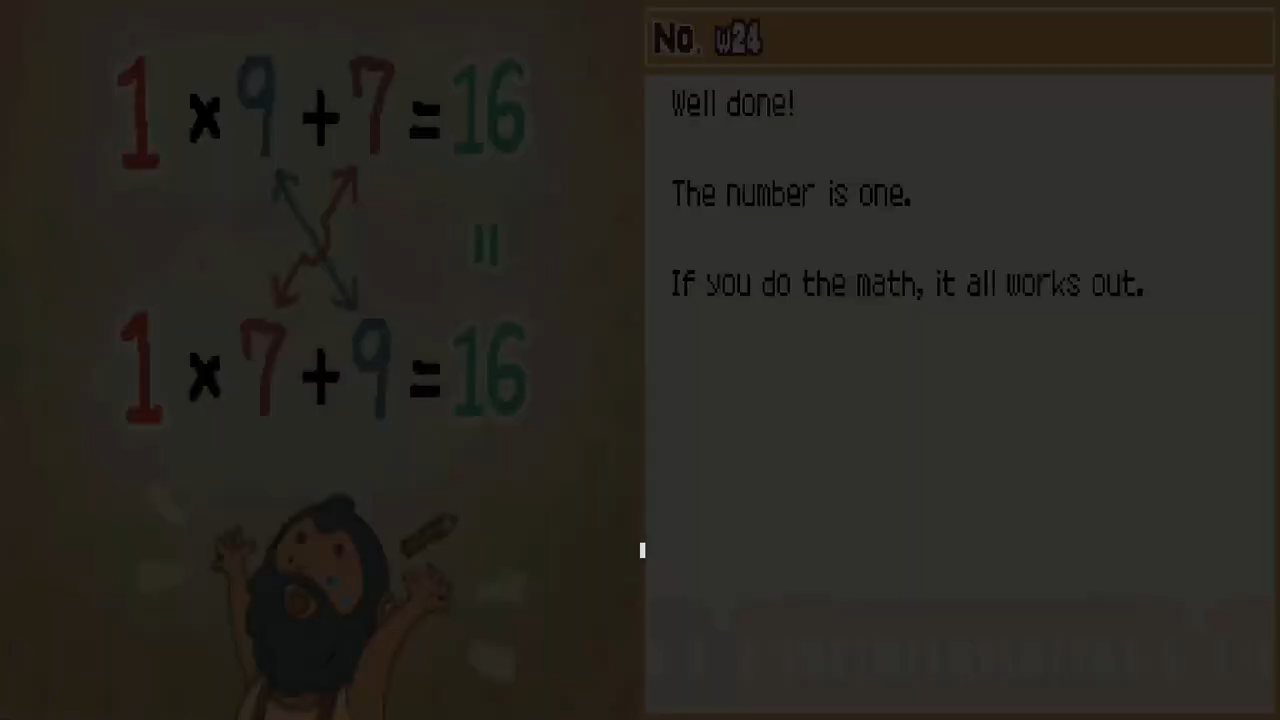 1 × 9 + 7 = 16
=
1 × 7 + 9 = 16
No. w24
Well done!
The number is one.
If you do the math, it all works out.